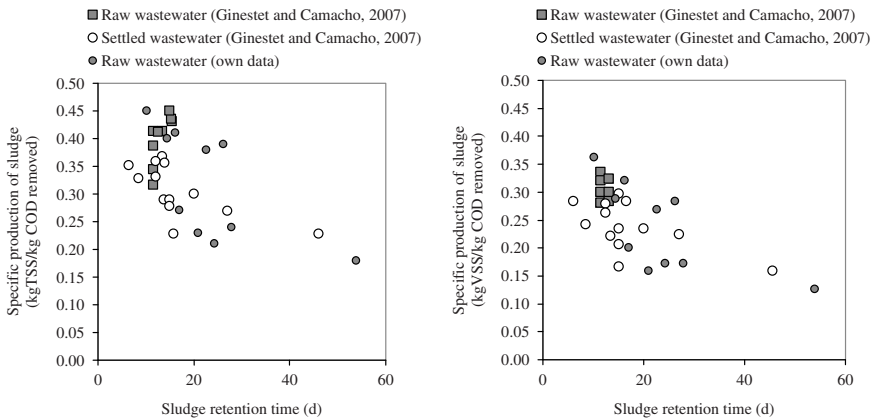 Raw wastewater (Ginestet and Camacho, 2007)
Settled wastewater (Ginestet and Camacho, 2007)
Raw wastewater (own data)
0.50
0.45
0.40
0.35
0.30
0.25
0.20
0.15
0.10
0.05
0.00
0
20
40
60
Specific production of sludge
(kgTSS/kg COD removed)
Sludge retention time (d)
Raw wastewater (Ginestet and Camacho, 2007)
Settled wastewater (Ginestet and Camacho, 2007)
Raw wastewater (own data)
0.50
0.45
0.40
0.35
0.30
0.25
0.20
0.15
0.10
0.05
0.00
0
20
40
60
Specific production of sludge
(kgVSS/kg COD removed)
Sludge retention time (d)